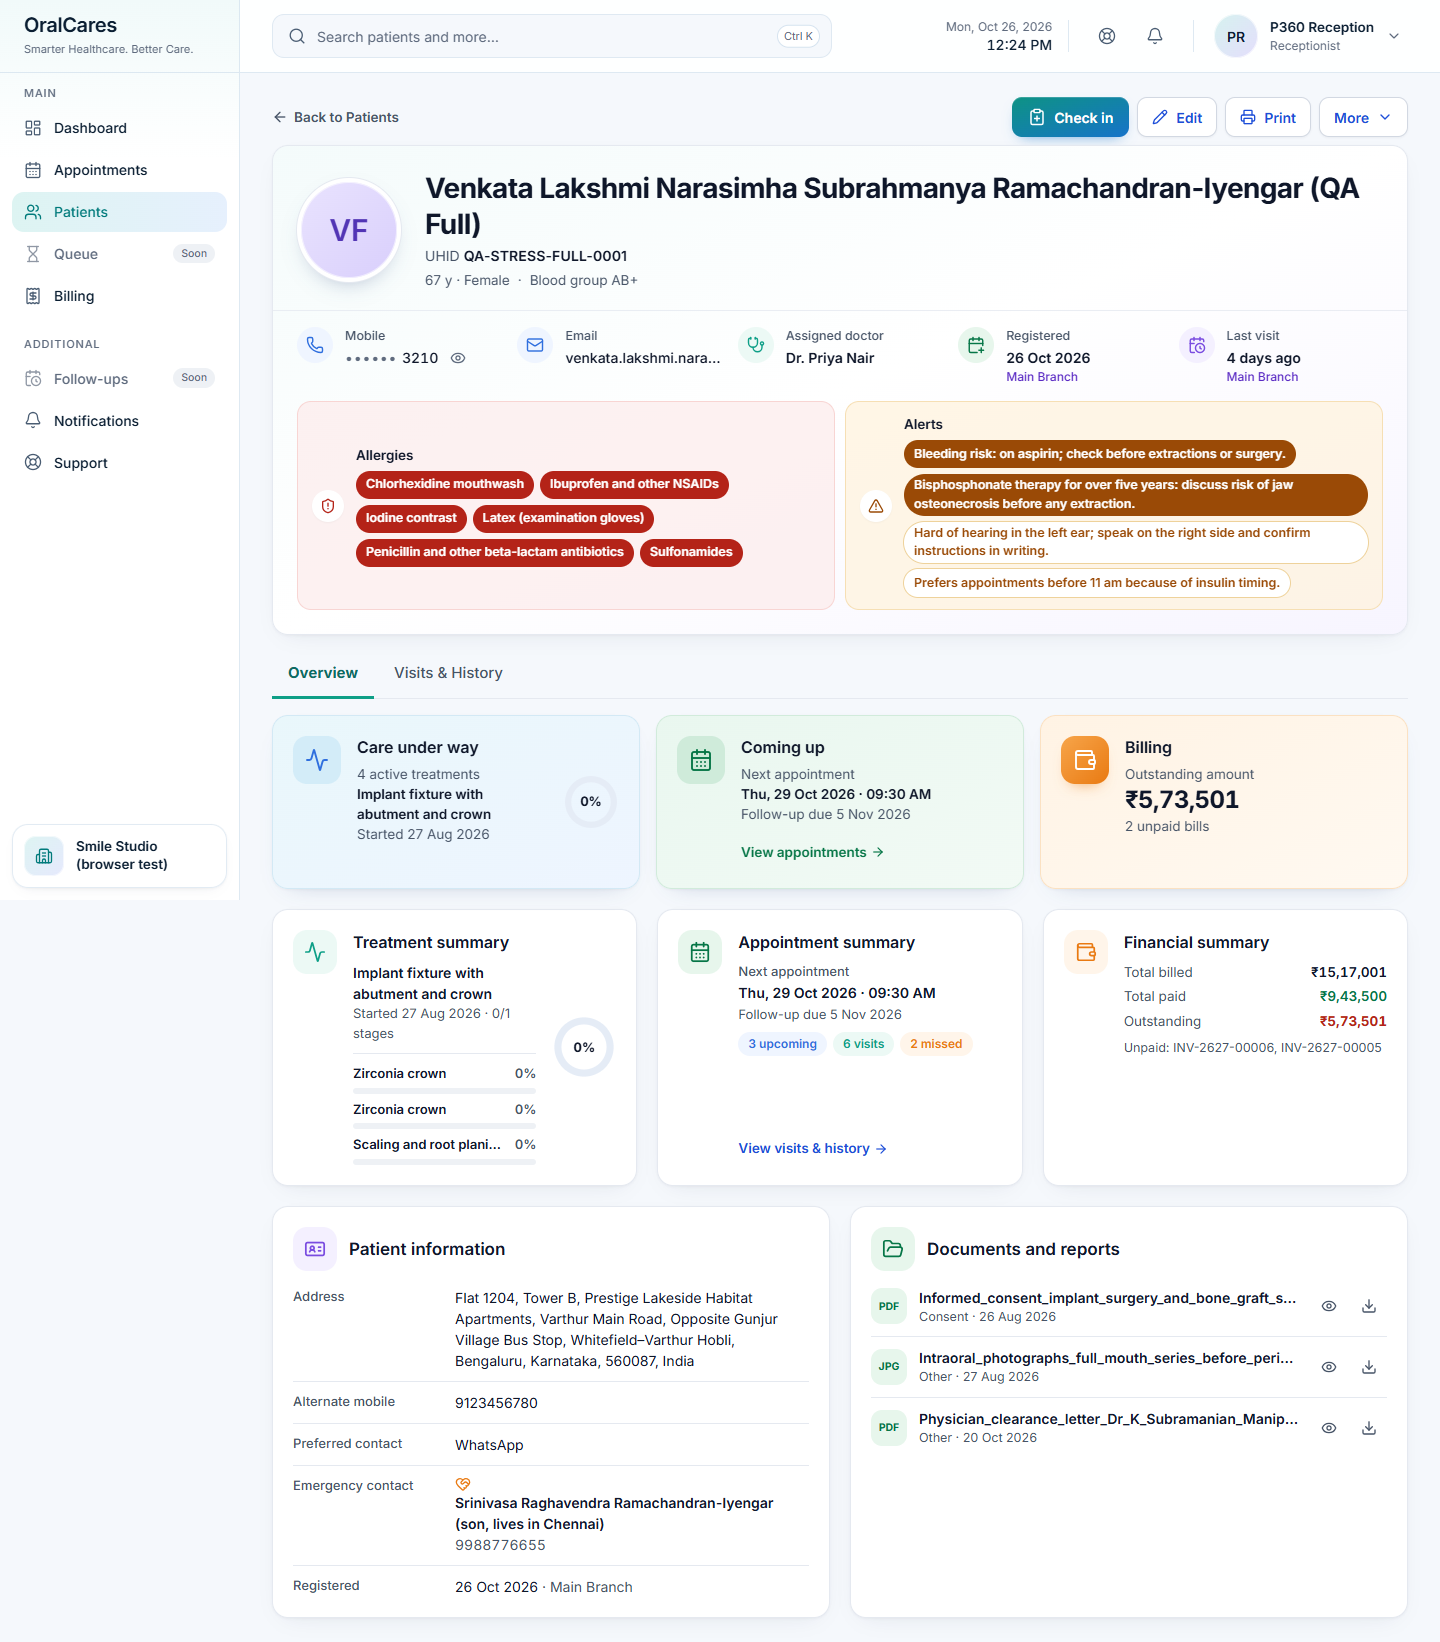 OralCares
Smarter Healthcare. Better Care.
Search patients and more...
Ctrl K
Mon, Oct 26, 2026
12:24 PM
PR
P360 Reception
Receptionist
MAIN
Dashboard
Appointments
Patients
Queue
Soon
Billing
ADDITIONAL
Follow-ups
Soon
Notifications
Support
Smile Studio
(browser test)
Back to Patients
Check in
Edit
Print
More
VF
Venkata Lakshmi Narasimha Subrahmanya Ramachandran-Iyengar (QA
Full)
UHID QA-STRESS-FULL-0001
67 y · Female · Blood group AB+
Mobile
•••••• 3210
Email
venkata.lakshmi.nara...
Assigned doctor
Dr. Priya Nair
Registered
26 Oct 2026
Main Branch
Last visit
4 days ago
Main Branch
Allergies
Chlorhexidine mouthwash
Ibuprofen and other NSAIDs
Iodine contrast
Latex (examination gloves)
Penicillin and other beta-lactam antibiotics
Sulfonamides
Alerts
Bleeding risk: on aspirin; check before extractions or surgery.
Bisphosphonate therapy for over five years: discuss risk of jaw
osteonecrosis before any extraction.
Hard of hearing in the left ear; speak on the right side and confirm
instructions in writing.
Prefers appointments before 11 am because of insulin timing.
Overview
Visits & History
Care under way
4 active treatments
Implant fixture with
abutment and crown
Started 27 Aug 2026
0%
Coming up
Next appointment
Thu, 29 Oct 2026 · 09:30 AM
Follow-up due 5 Nov 2026
View appointments →
Billing
Outstanding amount
₹5,73,501
2 unpaid bills
Treatment summary
Implant fixture with
abutment and crown
Started 27 Aug 2026 · 0/1
stages
0%
Zirconia crown 0%
Zirconia crown 0%
Scaling and root plani... 0%
Appointment summary
Next appointment
Thu, 29 Oct 2026 · 09:30 AM
Follow-up due 5 Nov 2026
3 upcoming
6 visits
2 missed
View visits & history →
Financial summary
Total billed ₹15,17,001
Total paid ₹9,43,500
Outstanding ₹5,73,501
Unpaid: INV-2627-00006, INV-2627-00005
Patient information
Address
Flat 1204, Tower B, Prestige Lakeside Habitat
Apartments, Varthur Main Road, Opposite Gunjur
Village Bus Stop, Whitefield–Varthur Hobli,
Bengaluru, Karnataka, 560087, India
Alternate mobile
9123456780
Preferred contact
WhatsApp
Emergency contact
Srinivasa Raghavendra Ramachandran-Iyengar
(son, lives in Chennai)
9988776655
Registered
26 Oct 2026 · Main Branch
Documents and reports
PDF
Informed_consent_implant_surgery_and_bone_graft_s...
Consent · 26 Aug 2026
JPG
Intraoral_photographs_full_mouth_series_before_peri...
Other · 27 Aug 2026
PDF
Physician_clearance_letter_Dr_K_Subramanian_Manip...
Other · 20 Oct 2026